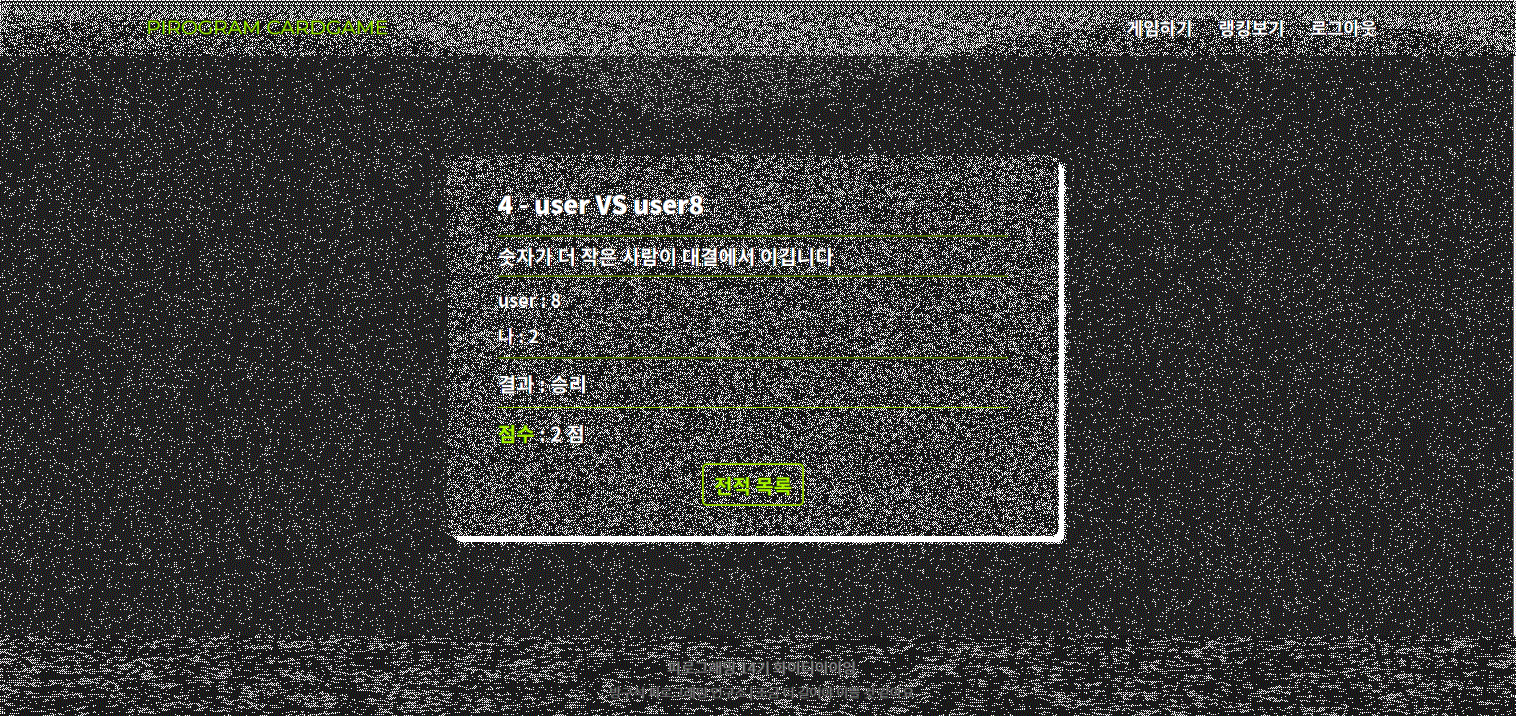 PIROGRAM CARDGAME
게임하기 랭킹보기 로그아웃
4 - user VS user8
숫자가 더 작은 사람이 대결에서 이깁니다
user : 8
나 : 2
결과 : 승리
점수 : 2 점
전적 목록